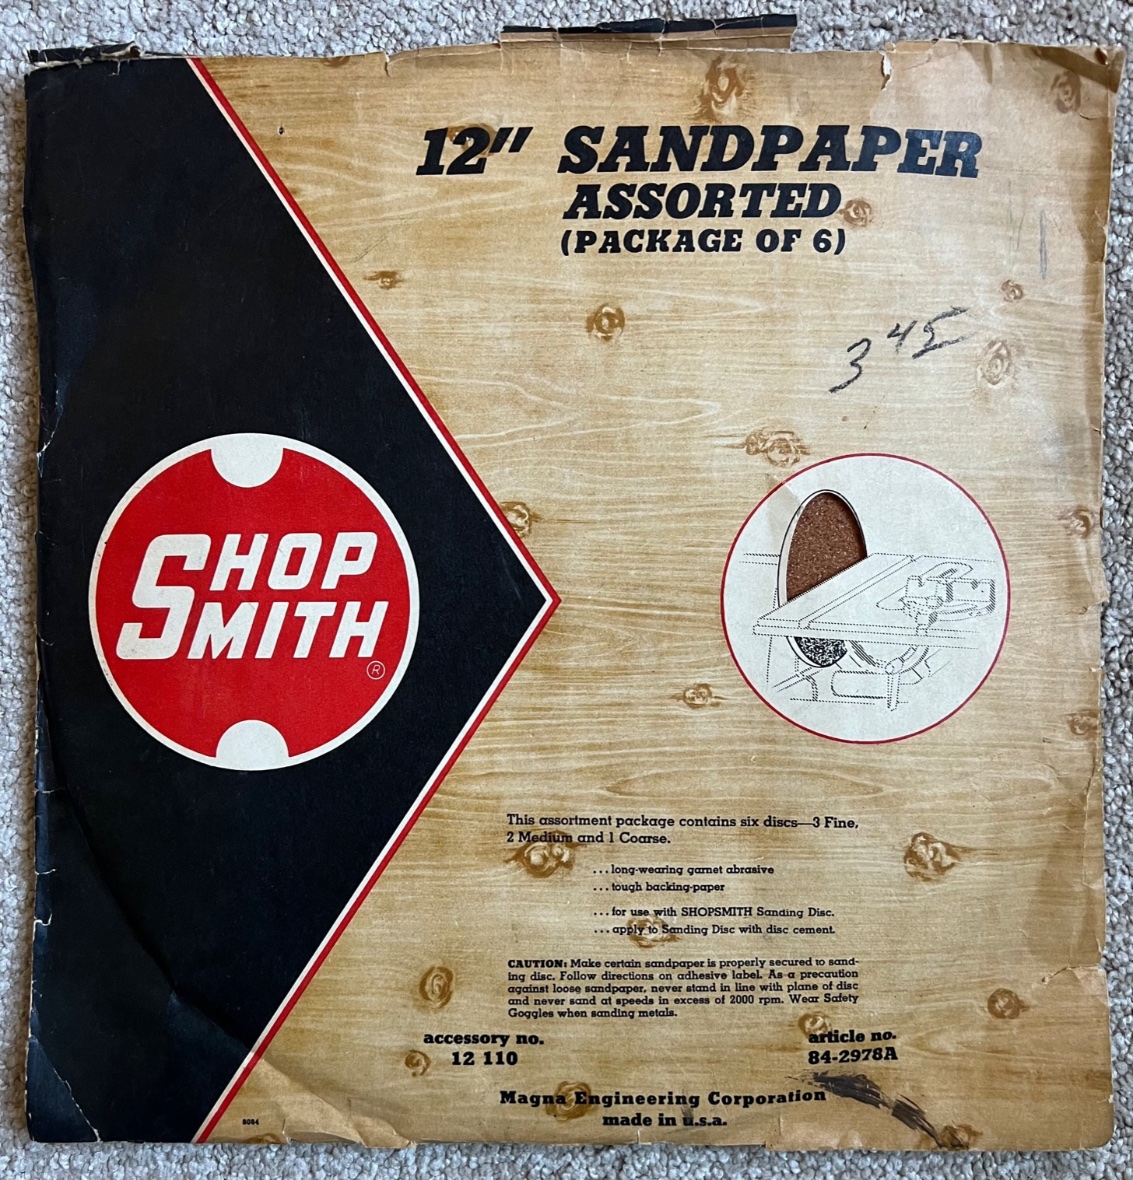 12" SANDPAPER
ASSORTED
(PACKAGE OF 6)
3 45
SHOP
SMITH
®
This assortment package contains six discs—3 Fine,
2 Medium and 1 Coarse.
...long-wearing garnet abrasive
...tough backing-paper
...for use with SHOPSMITH Sanding Disc.
...apply to Sanding Disc with disc cement.
CAUTION: Make certain sandpaper is properly secured to sand-
ing disc. Follow directions on adhesive label. As a precaution
against loose sandpaper, never stand in line with plane of disc
and never sand at speeds in excess of 2000 rpm. Wear Safety
Goggles when sanding metals.
accessory no.
12 110
article no.
84-2978A
Magna Engineering Corporation
made in u.s.a.
8084